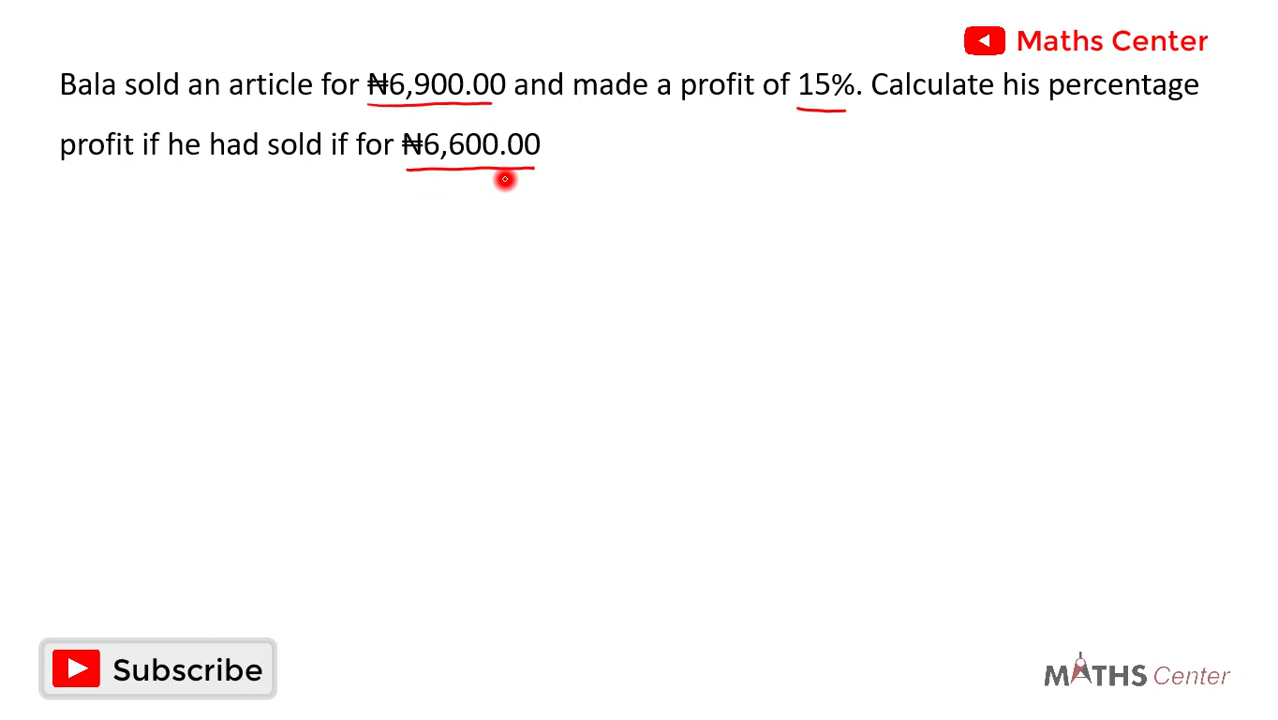 Maths Center
Bala sold an article for ₦6,900.00 and made a profit of 15%. Calculate his percentage
profit if he had sold if for ₦6,600.00
Subscribe
MATHS Center